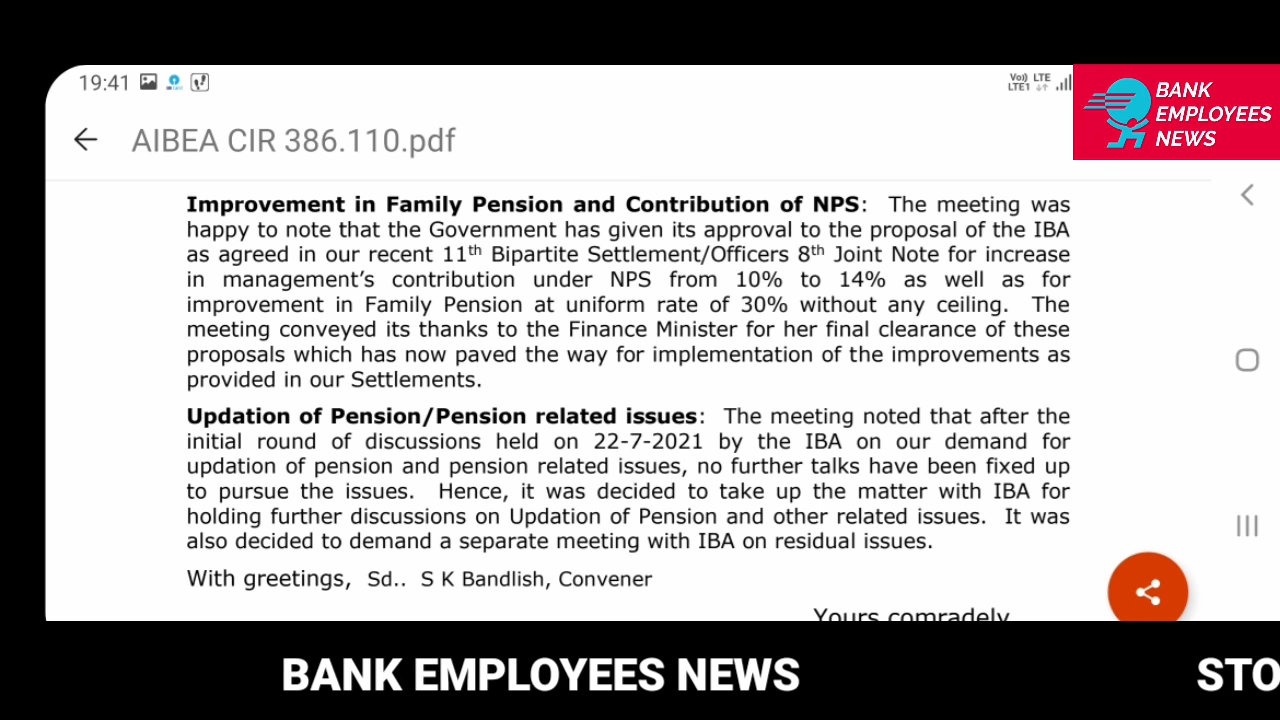 19:41
Vo)) LTE
LTE1
BANK
EMPLOYEES
NEWS
AIBEA CIR 386.110.pdf
Improvement in Family Pension and Contribution of NPS: The meeting was
happy to note that the Government has given its approval to the proposal of the IBA
as agreed in our recent 11th Bipartite Settlement/Officers 8th Joint Note for increase
in management's contribution under NPS from 10% to 14% as well as for
improvement in Family Pension at uniform rate of 30% without any ceiling. The
meeting conveyed its thanks to the Finance Minister for her final clearance of these
proposals which has now paved the way for implementation of the improvements as
provided in our Settlements.
Updation of Pension/Pension related issues: The meeting noted that after the
initial round of discussions held on 22-7-2021 by the IBA on our demand for
updation of pension and pension related issues, no further talks have been fixed up
to pursue the issues. Hence, it was decided to take up the matter with IBA for
holding further discussions on Updation of Pension and other related issues. It was
also decided to demand a separate meeting with IBA on residual issues.
With greetings, Sd.. S K Bandlish, Convener
Yours comradely
BANK EMPLOYEES NEWS
STO